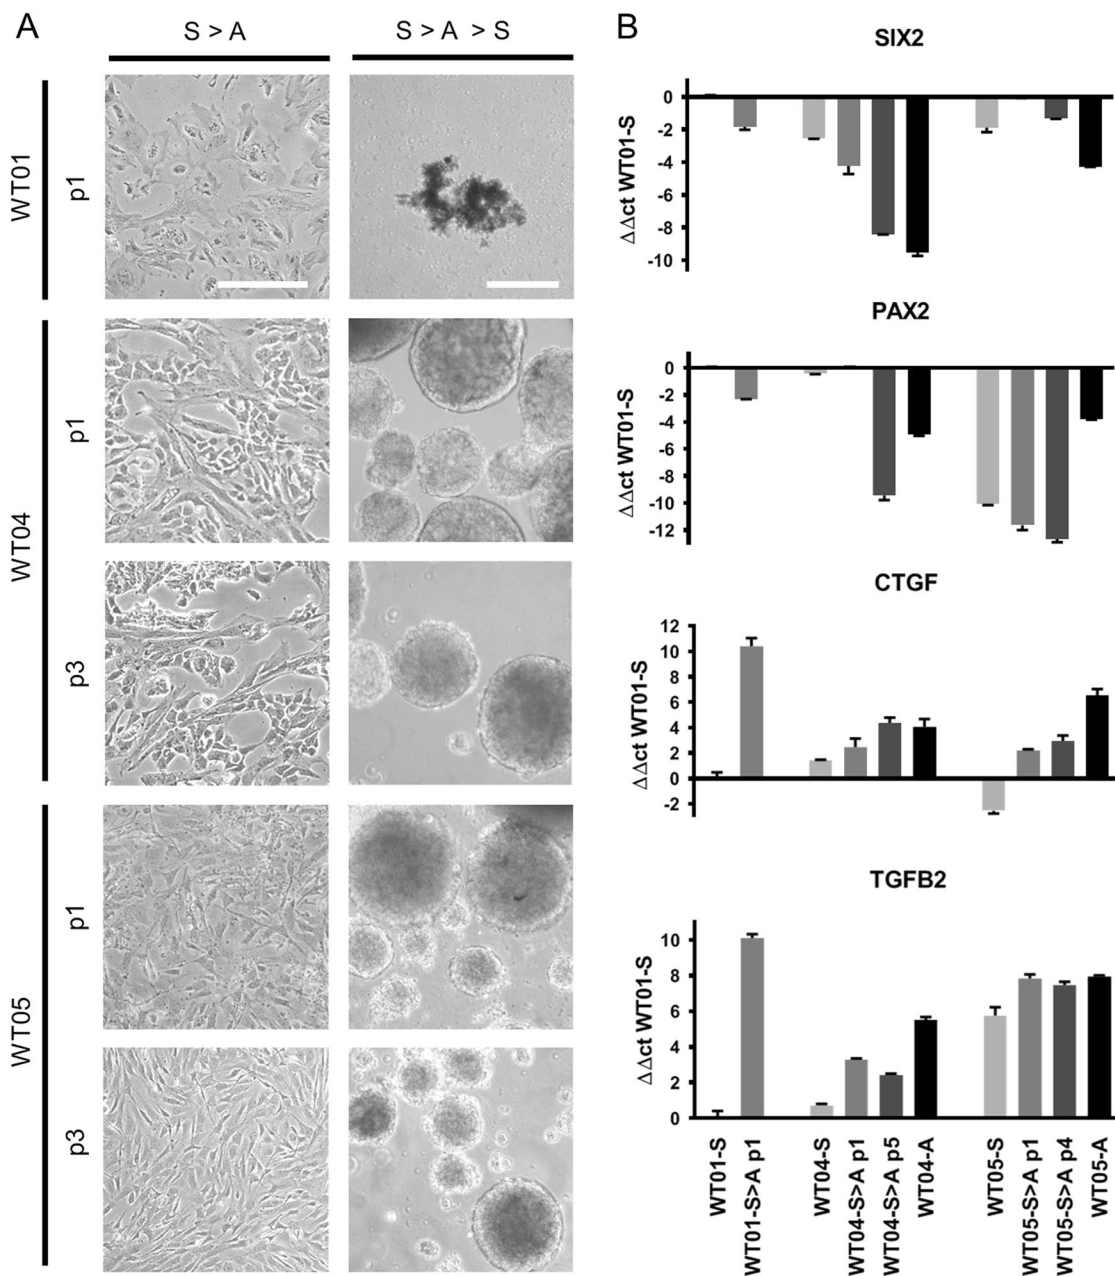 A
S > A
S > A > S
WT01
p1
WT04
p1
p3
WT05
p1
p3
B
SIX2
ΔΔct WT01-S
0
-2
-4
-6
-8
-10
PAX2
ΔΔct WT01-S
0
-2
-4
-6
-8
-10
-12
CTGF
ΔΔct WT01-S
12
10
8
6
4
2
0
-2
TGFB2
ΔΔct WT01-S
10
8
6
4
2
0
WT01-S
WT01-S>A p1
WT04-S
WT04-S>A p1
WT04-S>A p5
WT04-A
WT05-S
WT05-S>A p1
WT05-S>A p4
WT05-A